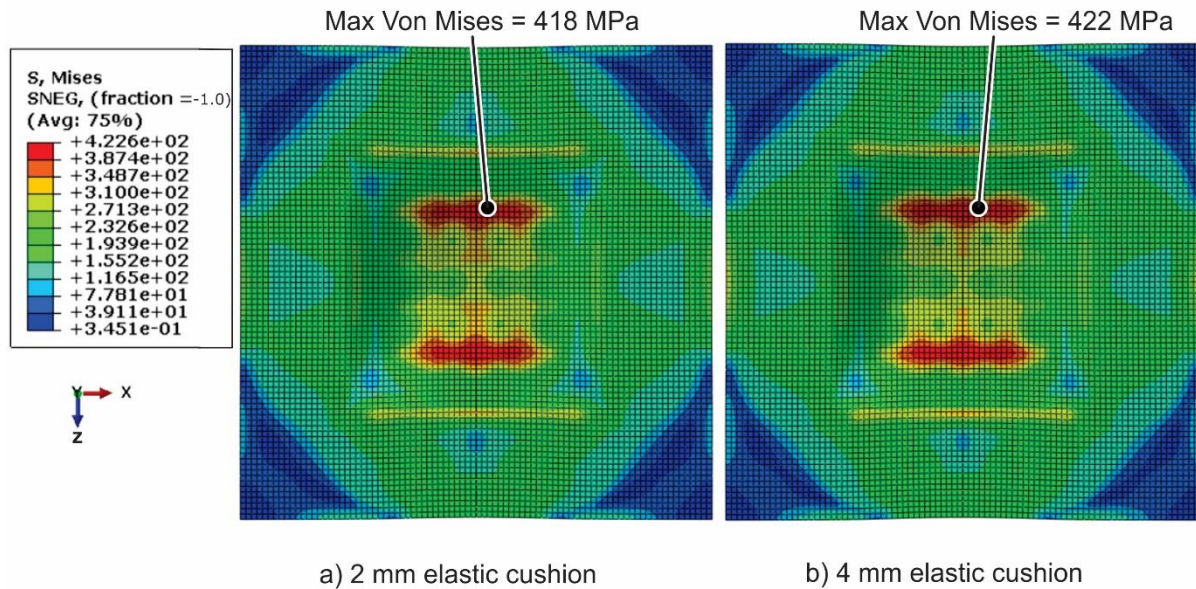 Max Von Mises = 418 MPa
Max Von Mises = 422 MPa
S, Mises
SNEG, (fraction =-1.0)
(Avg: 75%)
+4.226e+02
+3.874e+02
+3.487e+02
+3.100e+02
+2.713e+02
+2.326e+02
+1.939e+02
+1.552e+02
+1.165e+02
+7.781e+01
+3.911e+01
+3.451e-01
Y
X
Z
a) 2 mm elastic cushion
b) 4 mm elastic cushion